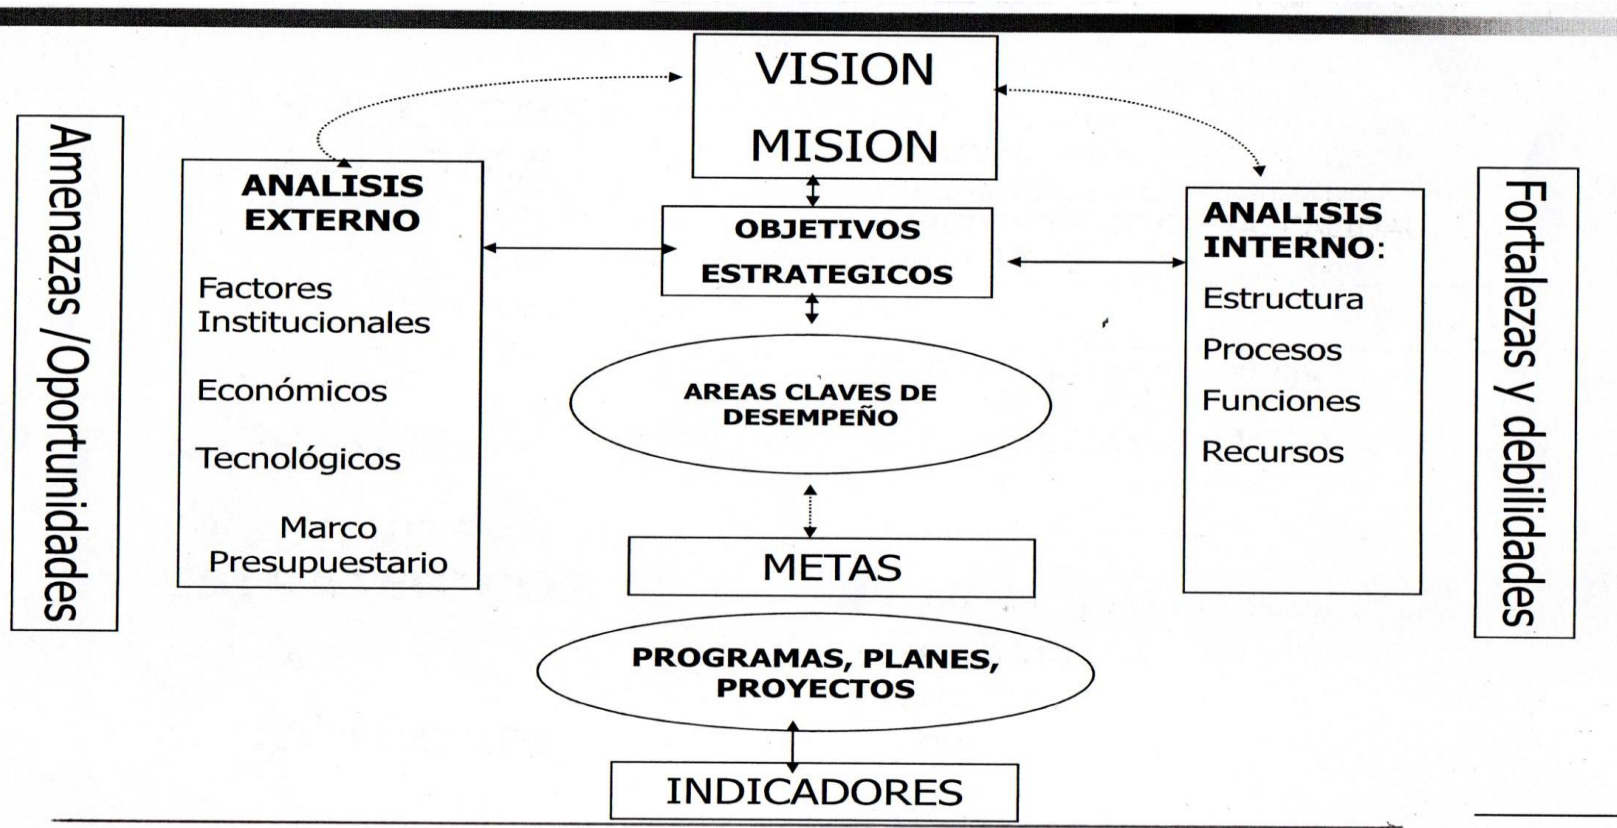 VISION
MISION
Amenazas /Oportunidades
ANALISIS
EXTERNO
Factores
Institucionales
Económicos
Tecnológicos
Marco
Presupuestario
OBJETIVOS
ESTRATEGICOS
AREAS CLAVES DE
DESEMPEÑO
METAS
PROGRAMAS, PLANES,
PROYECTOS
INDICADORES
ANALISIS
INTERNO:
Estructura
Procesos
Funciones
Recursos
Fortalezas y debilidades